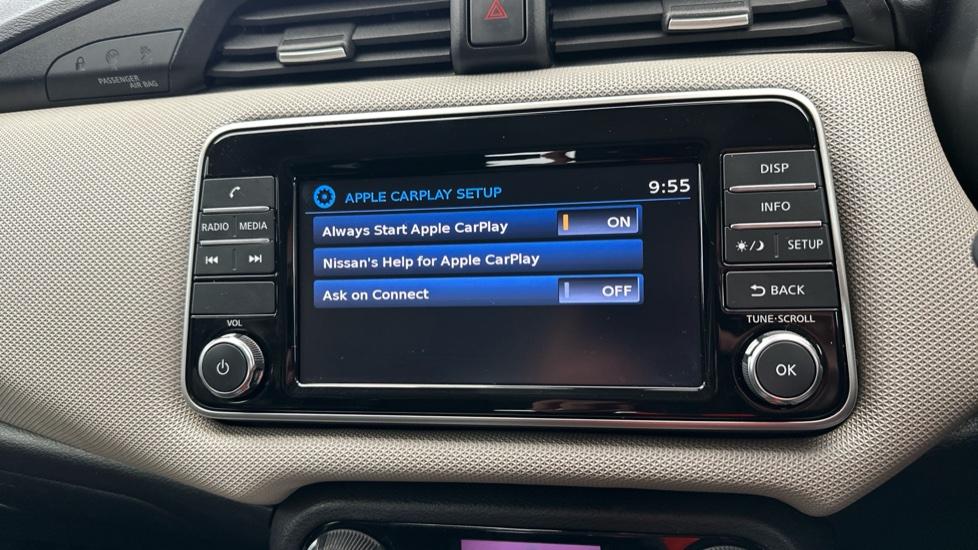 PASSENGER
AIR BAG
APPLE CARPLAY SETUP
9:55
Always Start Apple CarPlay ON
Nissan's Help for Apple CarPlay
Ask on Connect OFF
RADIO MEDIA
VOL
DISP
INFO
SETUP
BACK
TUNE·SCROLL
OK